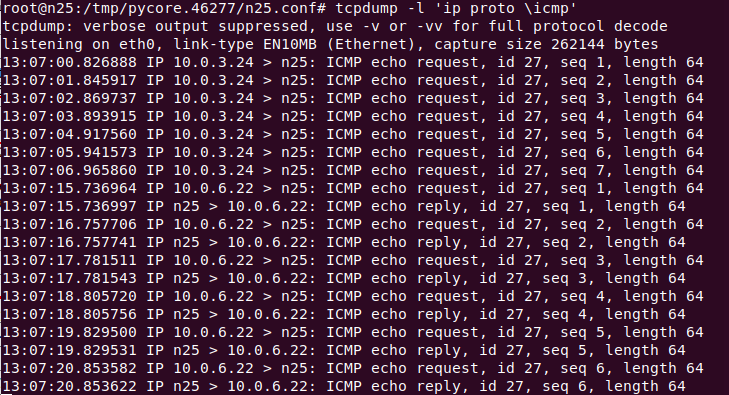 root@n25:/tmp/pycore.46277/n25.conf# tcpdump -l 'ip proto \icmp'
tcpdump: verbose output suppressed, use -v or -vv for full protocol decode
listening on eth0, link-type EN10MB (Ethernet), capture size 262144 bytes
13:07:00.826888 IP 10.0.3.24 > n25: ICMP echo request, id 27, seq 1, length 64
13:07:01.845917 IP 10.0.3.24 > n25: ICMP echo request, id 27, seq 2, length 64
13:07:02.869737 IP 10.0.3.24 > n25: ICMP echo request, id 27, seq 3, length 64
13:07:03.893915 IP 10.0.3.24 > n25: ICMP echo request, id 27, seq 4, length 64
13:07:04.917560 IP 10.0.3.24 > n25: ICMP echo request, id 27, seq 5, length 64
13:07:05.941573 IP 10.0.3.24 > n25: ICMP echo request, id 27, seq 6, length 64
13:07:06.965860 IP 10.0.3.24 > n25: ICMP echo request, id 27, seq 7, length 64
13:07:15.736964 IP 10.0.6.22 > n25: ICMP echo request, id 27, seq 1, length 64
13:07:15.736997 IP n25 > 10.0.6.22: ICMP echo reply, id 27, seq 1, length 64
13:07:16.757706 IP 10.0.6.22 > n25: ICMP echo request, id 27, seq 2, length 64
13:07:16.757741 IP n25 > 10.0.6.22: ICMP echo reply, id 27, seq 2, length 64
13:07:17.781511 IP 10.0.6.22 > n25: ICMP echo request, id 27, seq 3, length 64
13:07:17.781543 IP n25 > 10.0.6.22: ICMP echo reply, id 27, seq 3, length 64
13:07:18.805720 IP 10.0.6.22 > n25: ICMP echo request, id 27, seq 4, length 64
13:07:18.805756 IP n25 > 10.0.6.22: ICMP echo reply, id 27, seq 4, length 64
13:07:19.829500 IP 10.0.6.22 > n25: ICMP echo request, id 27, seq 5, length 64
13:07:19.829531 IP n25 > 10.0.6.22: ICMP echo reply, id 27, seq 5, length 64
13:07:20.853582 IP 10.0.6.22 > n25: ICMP echo request, id 27, seq 6, length 64
13:07:20.853622 IP n25 > 10.0.6.22: ICMP echo reply, id 27, seq 6, length 64